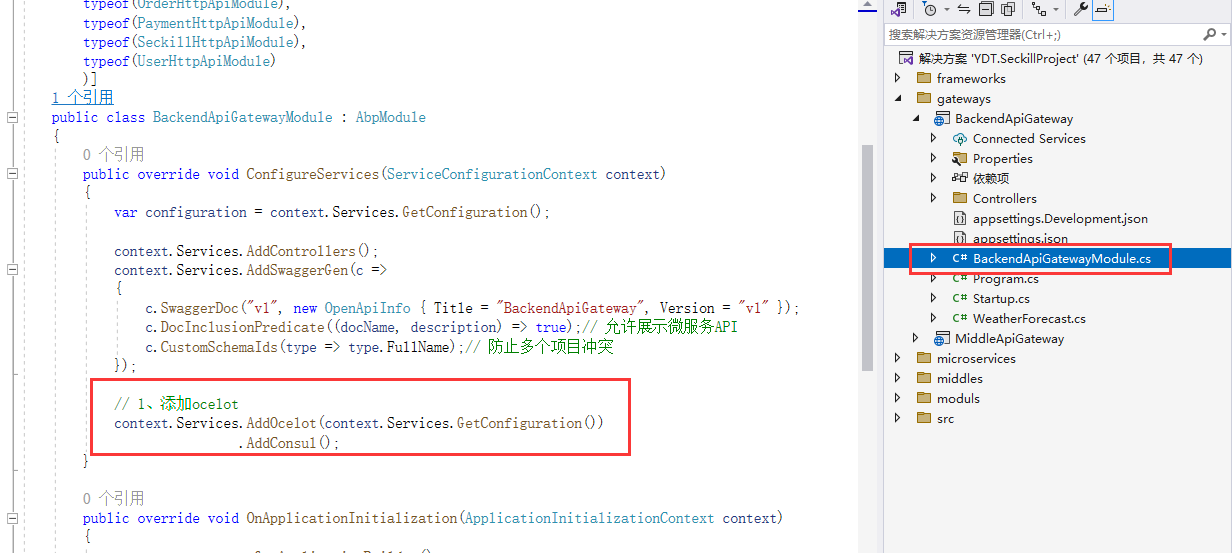 typeof(OrderHttpApiModule),
typeof(PaymentHttpApiModule),
typeof(SeckillHttpApiModule),
typeof(UserHttpApiModule)
)]
1 个引用
public class BackendApiGatewayModule : AbpModule
{
0 个引用
public override void ConfigureServices(ServiceConfigurationContext context)
{
var configuration = context.Services.GetConfiguration();
context.Services.AddControllers();
context.Services.AddSwaggerGen(c =>
{
c.SwaggerDoc("v1", new OpenApiInfo { Title = "BackendApiGateway", Version = "v1" });
c.DocInclusionPredicate((docName, description) => true);// 允许展示微服务API
c.CustomSchemaIds(type => type.FullName);// 防止多个项目冲突
});
// 1、添加ocelot
context.Services.AddOcelot(context.Services.GetConfiguration())
.AddConsul();
}
0 个引用
public override void OnApplicationInitialization(ApplicationInitializationContext context)
{
搜索解决方案资源管理器(Ctrl+;)
解决方案 'YDT.SeckillProject' (47 个项目，共 47 个)
frameworks
gateways
BackendApiGateway
Connected Services
Properties
依赖项
Controllers
appsettings.Development.json
appsettings.json
C# BackendApiGatewayModule.cs
C# Program.cs
C# Startup.cs
C# WeatherForecast.cs
MiddleApiGateway
microservices
middles
moduls
src